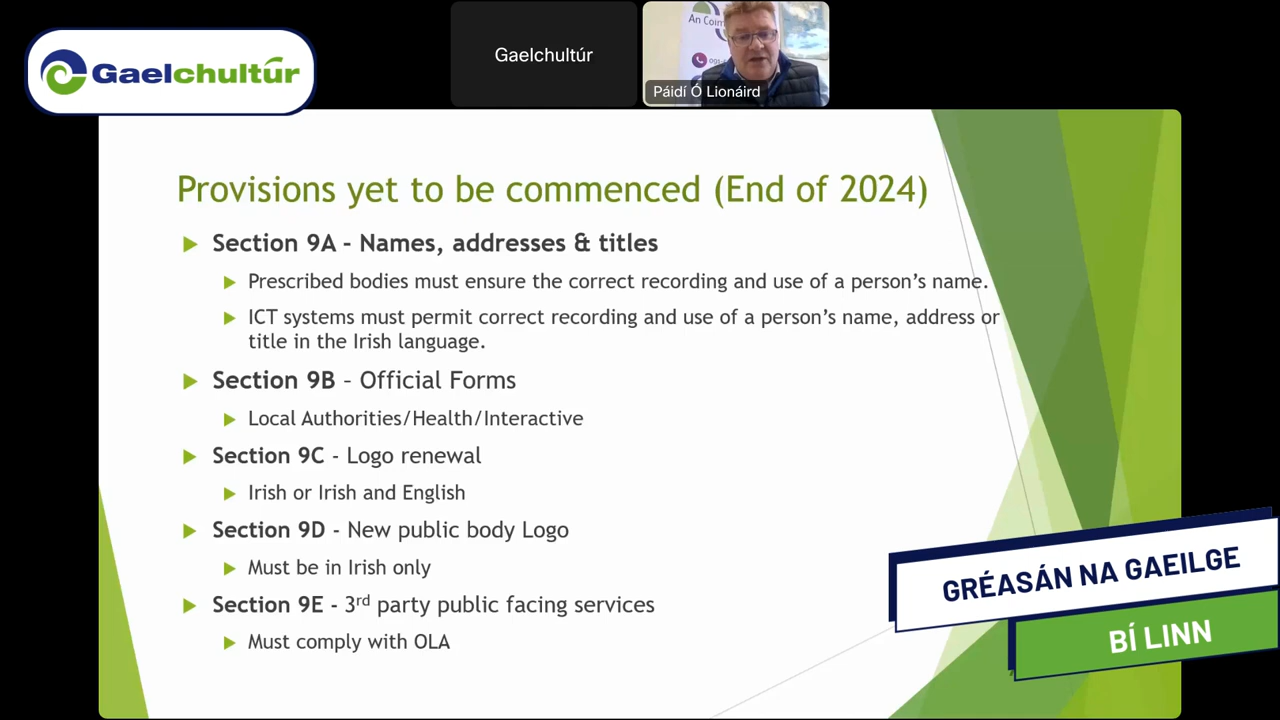 Gaelchultúr
Gaelchultúr
An Coim
091-
Páidí Ó Lionáird
Provisions yet to be commenced (End of 2024)
Section 9A - Names, addresses & titles
Prescribed bodies must ensure the correct recording and use of a person’s name.
ICT systems must permit correct recording and use of a person’s name, address or
title in the Irish language.
Section 9B – Official Forms
Local Authorities/Health/Interactive
Section 9C - Logo renewal
Irish or Irish and English
Section 9D - New public body Logo
Must be in Irish only
Section 9E - 3rd party public facing services
Must comply with OLA
GRÉASÁN NA GAEILGE
BÍ LINN